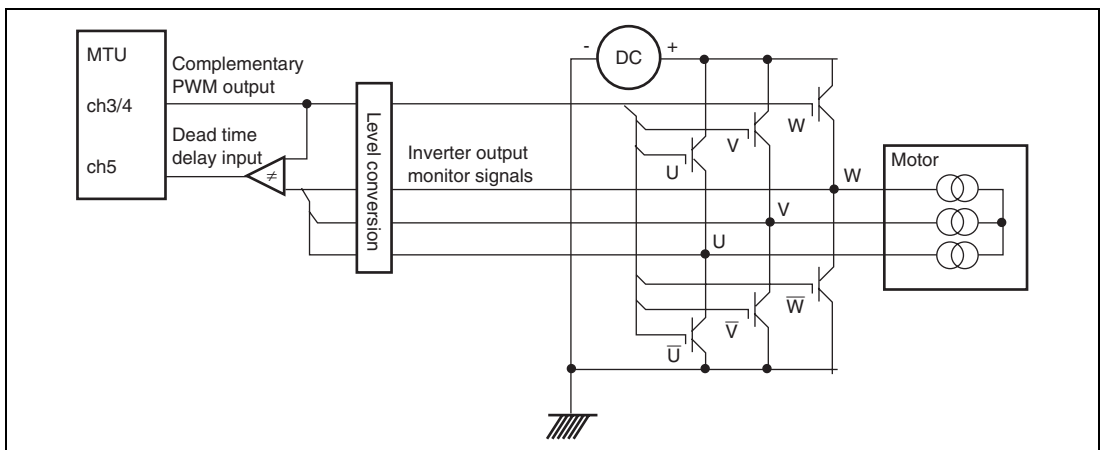 MTU
ch3/4
ch5
Complementary
PWM output
Dead time
delay input
≠
Level conversion
Inverter output
monitor signals
- DC +
W
V
U
W
V
U
W̅
V̅
U̅
Motor